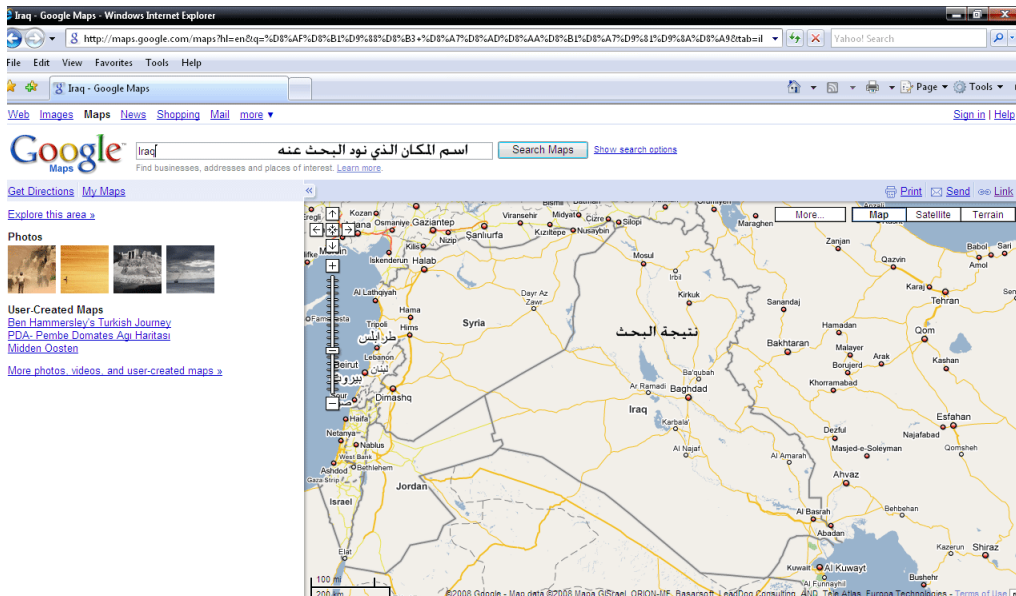 Iraq - Google Maps - Windows Internet Explorer
http://maps.google.com/maps?hl=en&q=%D8%AF%D8%B1%D9%88%D8%B3+%D8%A7%D8%AD%D8%AA%D8%B1%D8%A7%D9%81%D9%8A%D8%A9&tab=il
Yahoo! Search
File Edit View Favorites Tools Help
Iraq - Google Maps
Page Tools
Web Images Maps News Shopping Mail more ▼
Sign in | Help
Google Maps
Iraq اسم المكان الذي نود البحث عنه
Search Maps Show search options
Find businesses, addresses and places of interest. Learn more.
Get Directions My Maps
« Print Send Link
Explore this area »
Photos
User-Created Maps
Ben Hammersley's Turkish Journey
PDA- Pembe Domates Agı Haritası
Midden Oosten
More photos, videos, and user-created maps »
More... Map Satellite Terrain
Kozan
Osmaniye
Gaziantep
Nizip
Sanlıurfa
Viransehir
Midyat
Cizre
Silopi
Kiziltepe
Nusaybin
Maragheh
Zanjan
Qazvin
Babol
Sari
Amol
Kilis
Iskenderun
Halab
Mosul
Irbil
Karaj
Tehran
Al Lathqiyah
Dayr Az Zawr
Kirkuk
Sanandaj
Hama
Tripoli
Hims
طرابلس
Syria
نتيجة البحث
Hamadan
Qom
Bakhtaran
Malayer
Arak
Kashan
Borujerd
Lebanon
لبنان
Beirut
بيروت
Khorramabad
Ba'qubah
Ar Ramadi
Baghdad
Dimashq
Iraq
Karbala'
Haifa
Esfahan
Dezful
Najafabad
Netanya
Nablus
Al Najaf
Masjed-e-Soleyman
Qomsheh
West Bank
Al Amarah
Ashdod
Bethlehem
Gaza Strip
Ahvaz
Jordan
Israel
Al Basrah
Behbehan
Abadan
Elat
Kazerun
Shiraz
Kuwait
Al Kuwayt
Bushehr
Al Funnayhil
100 mi
200 km
©2008 Google - Map data ©2008 Mapa GISrael, ORION-ME, Basarsoft, LeadDog Consulting, AND, Tele Atlas, Europa Technologies - Terms of Use